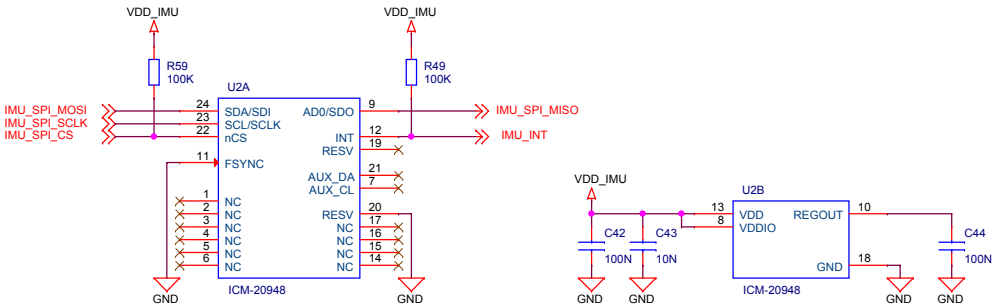 VDD_IMU
VDD_IMU
R59
100K
R49
100K
U2A
IMU_SPI_MOSI
24
SDA/SDI
AD0/SDO
9
IMU_SPI_MISO
IMU_SPI_SCLK
23
SCL/SCLK
IMU_SPI_CS
22
nCS
INT
12
IMU_INT
RESV
19
11
FSYNC
AUX_DA
21
AUX_CL
7
1
NC
RESV
20
2
NC
NC
17
3
NC
NC
16
4
NC
NC
15
5
NC
NC
14
6
NC
GND
ICM-20948
GND
VDD_IMU
U2B
13
VDD
REGOUT
10
8
VDDIO
C42
100N
C43
10N
C44
100N
GND
18
GND
GND
ICM-20948
GND
GND